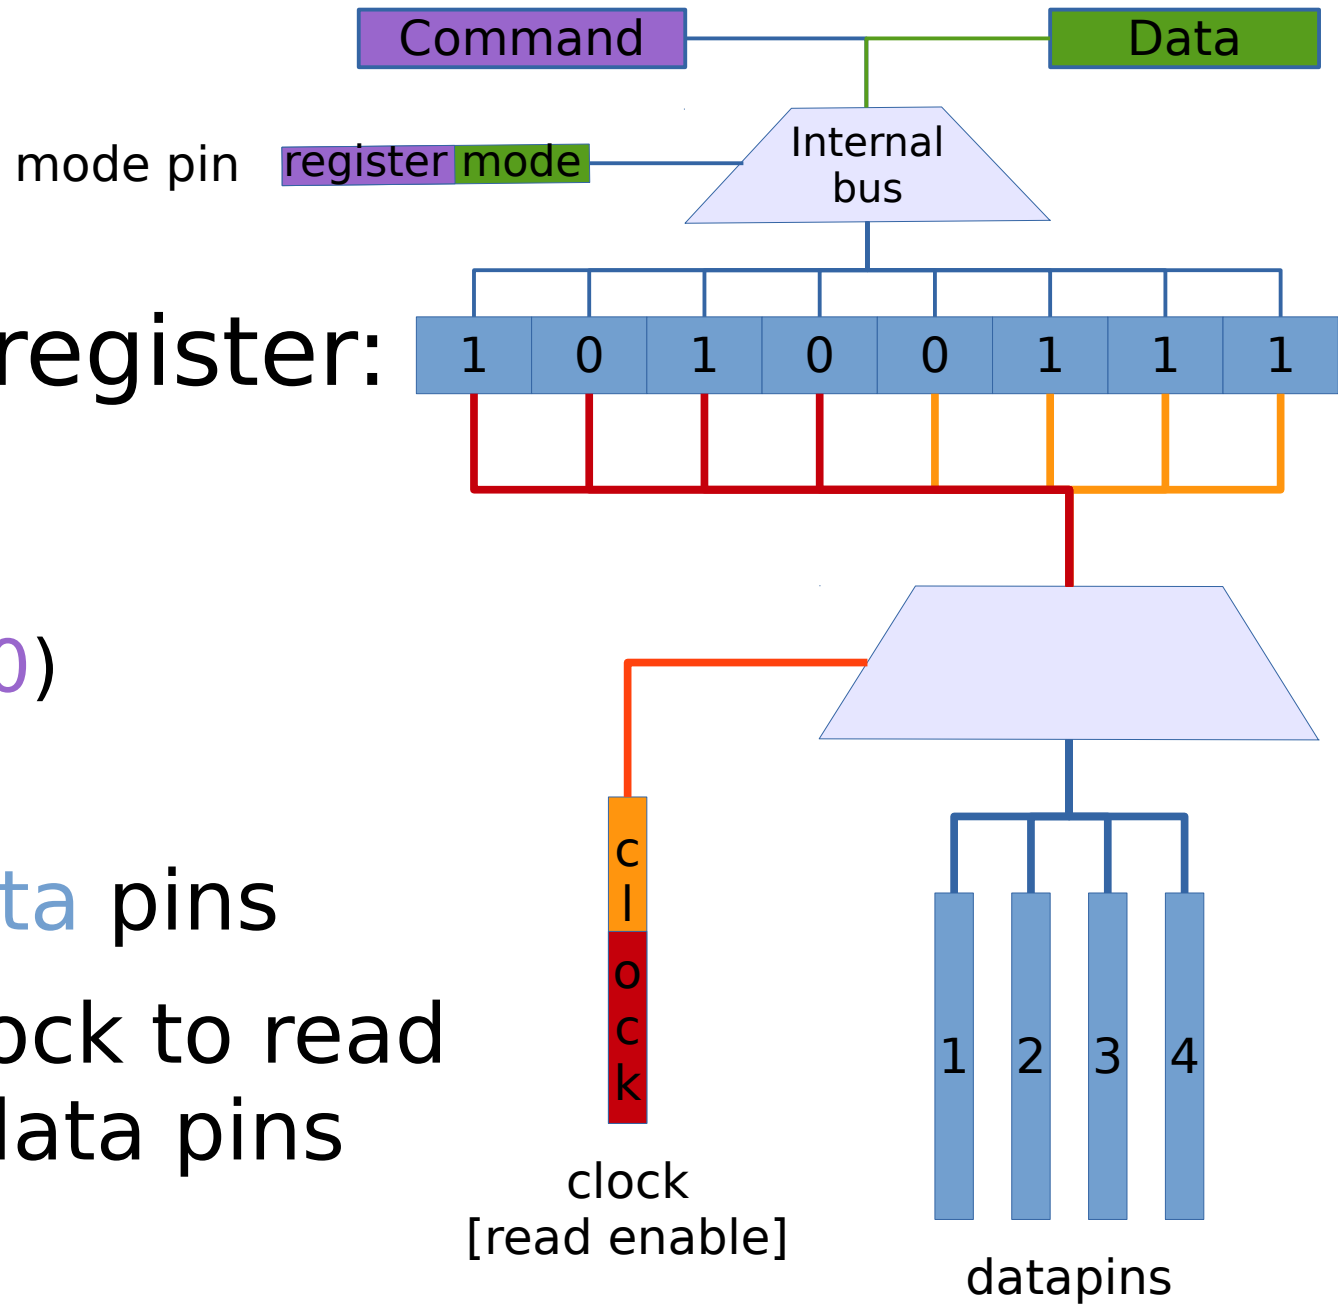 Command
Data
Internal
bus
mode pin
register mode
register:
1 0 1 0 0 1 1 1
0)
ta pins
ock to read
data pins
c
l
o
c
k
1 2 3 4
clock
[read enable]
datapins